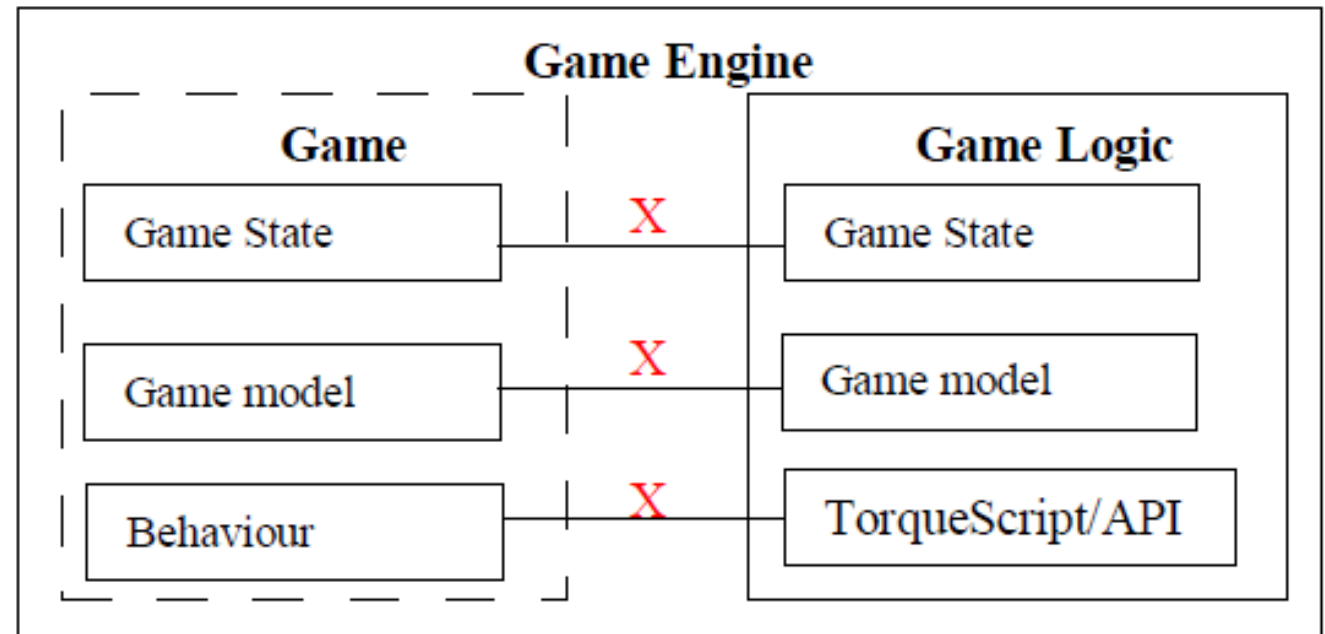 Game Engine
Game
Game Logic
Game State
X
Game State
Game model
X
Game model
Behaviour
X
TorqueScript/API